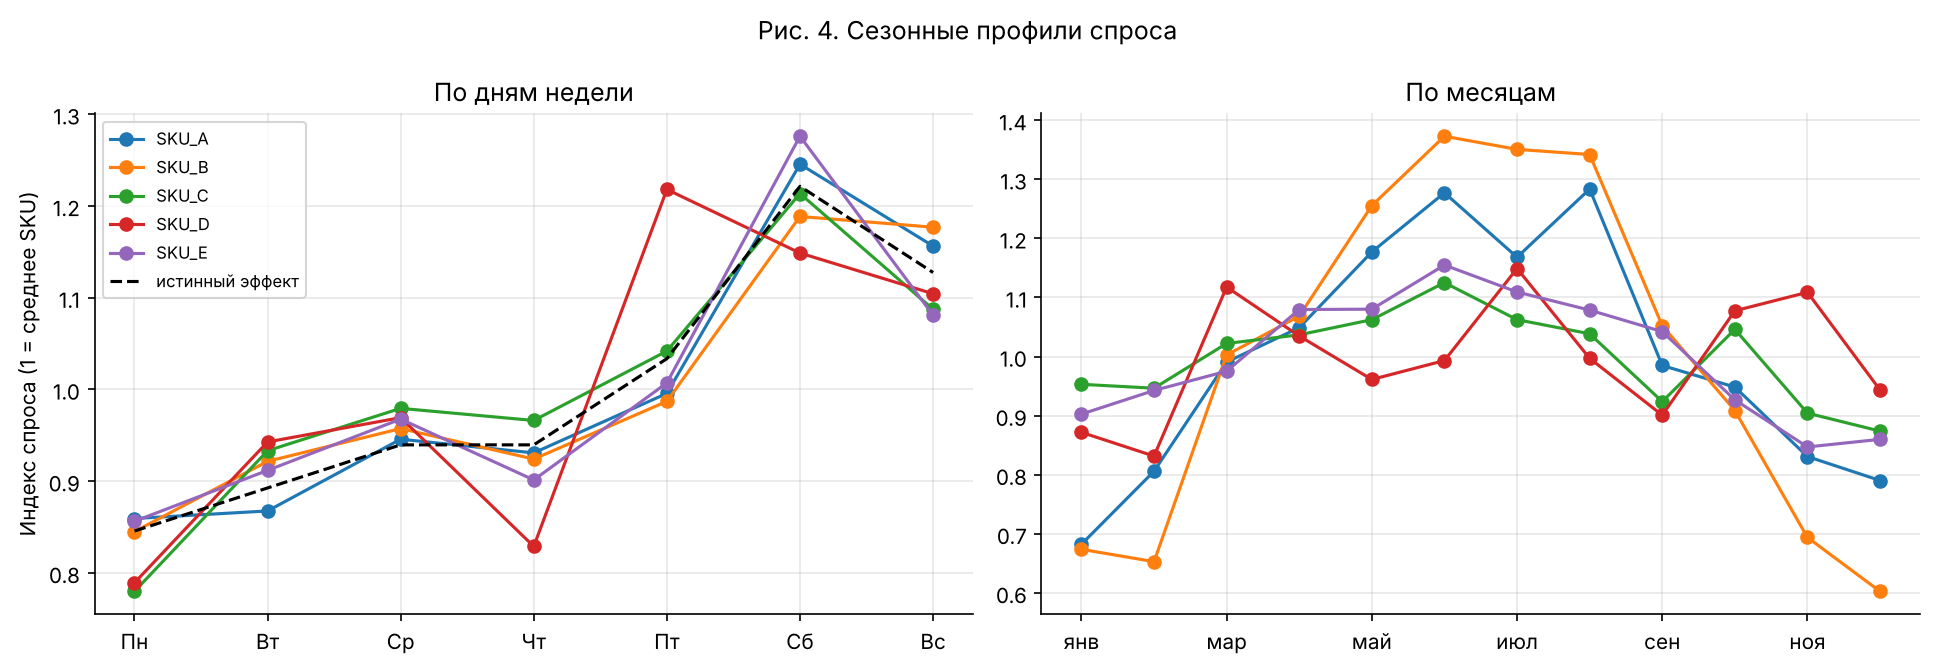 Рис. 4. Сезонные профили спроса
По дням недели
Индекс спроса (1 = среднее SKU)
1.3
1.2
1.1
1.0
0.9
0.8
SKU_A
SKU_B
SKU_C
SKU_D
SKU_E
истинный эффект
Пн Вт Ср Чт Пт Сб Вс
По месяцам
1.4
1.3
1.2
1.1
1.0
0.9
0.8
0.7
0.6
янв мар май июл сен ноя